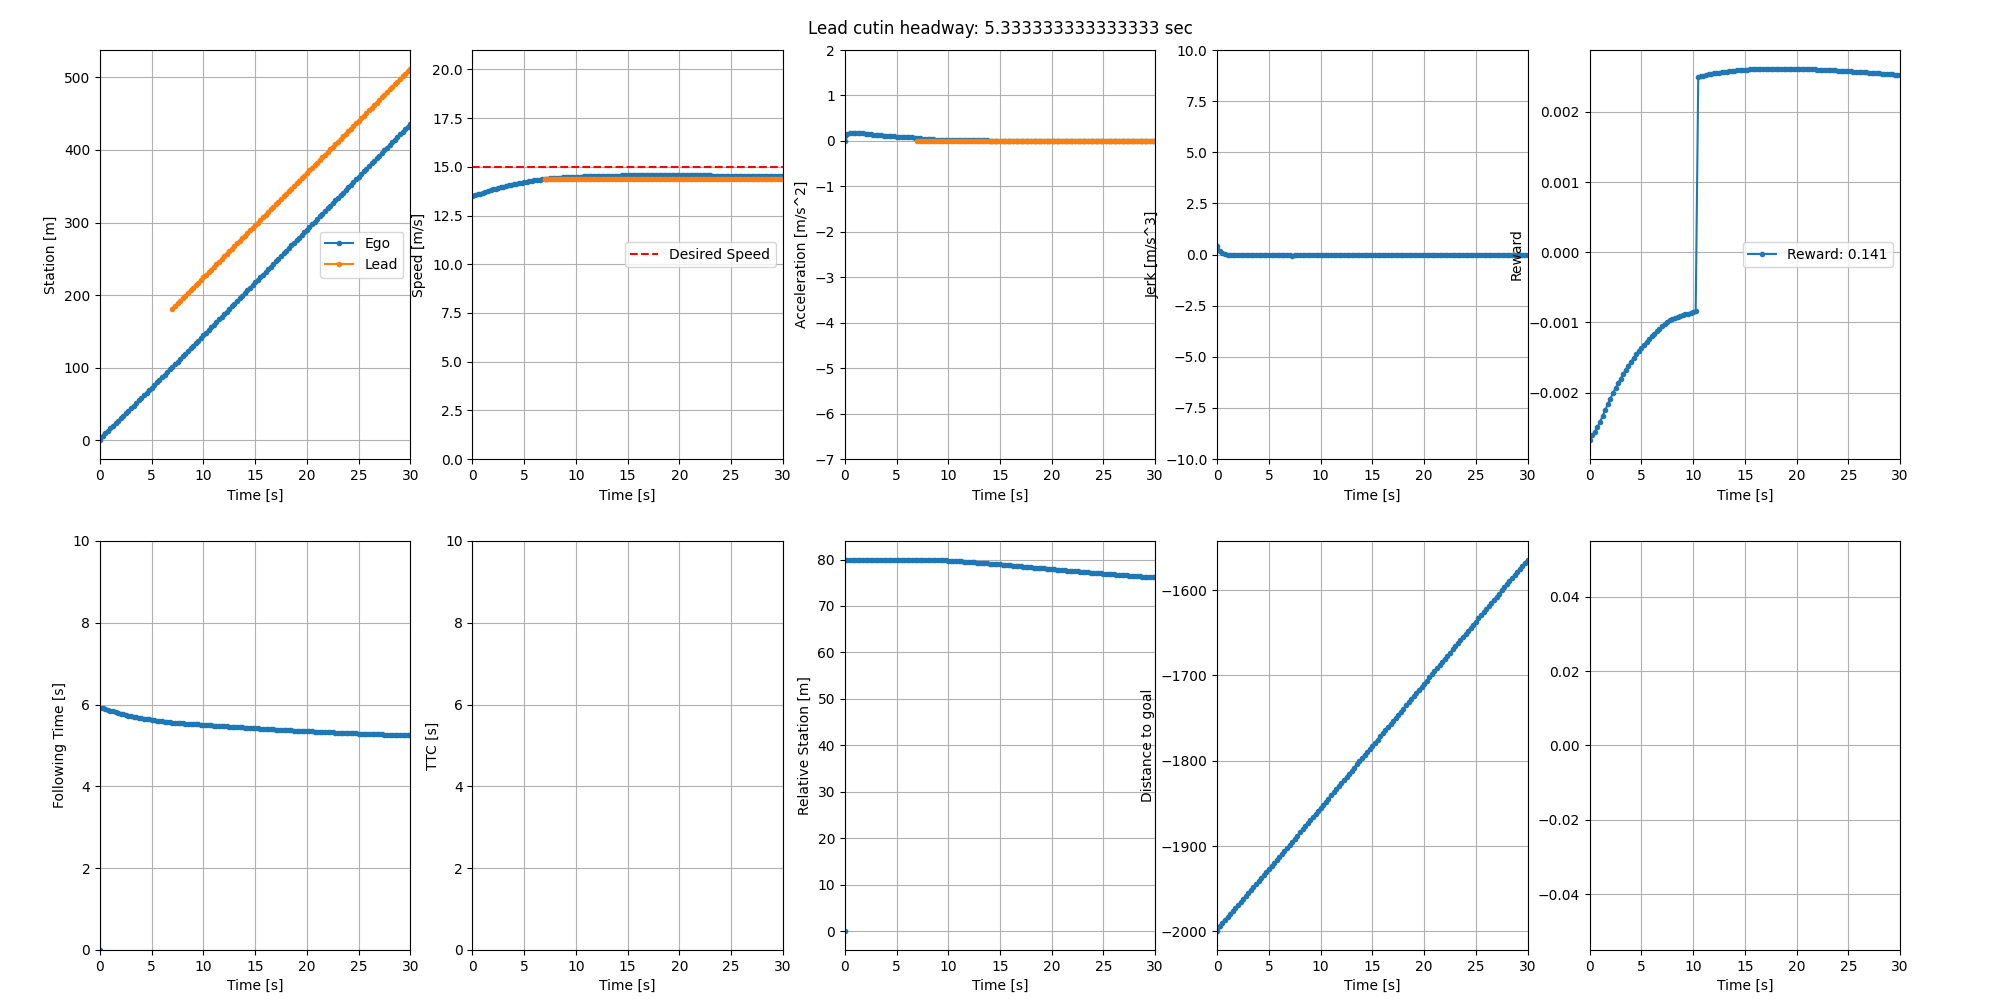 Lead cutin headway: 5.333333333333333 sec
Station [m]
500
400
300
200
100
0
0 5 10 15 20 25 30
Time [s]
Ego
Lead
Speed [m/s]
20.0
17.5
15.0
12.5
10.0
7.5
5.0
2.5
0.0
0 5 10 15 20 25 30
Time [s]
Desired Speed
Acceleration [m/s^2]
2
1
0
−1
−2
−3
−4
−5
−6
−7
0 5 10 15 20 25 30
Time [s]
Jerk [m/s^3]
10.0
7.5
5.0
2.5
0.0
−2.5
−5.0
−7.5
−10.0
0 5 10 15 20 25 30
Time [s]
Reward
0.002
0.001
0.000
−0.001
−0.002
0 5 10 15 20 25 30
Time [s]
Reward: 0.141
Following Time [s]
10
8
6
4
2
0
0 5 10 15 20 25 30
Time [s]
TTC [s]
10
8
6
4
2
0
0 5 10 15 20 25 30
Time [s]
Relative Station [m]
80
70
60
50
40
30
20
10
0
0 5 10 15 20 25 30
Time [s]
Distance to goal
−1600
−1700
−1800
−1900
−2000
0 5 10 15 20 25 30
Time [s]
0.04
0.02
0.00
−0.02
−0.04
0 5 10 15 20 25 30
Time [s]